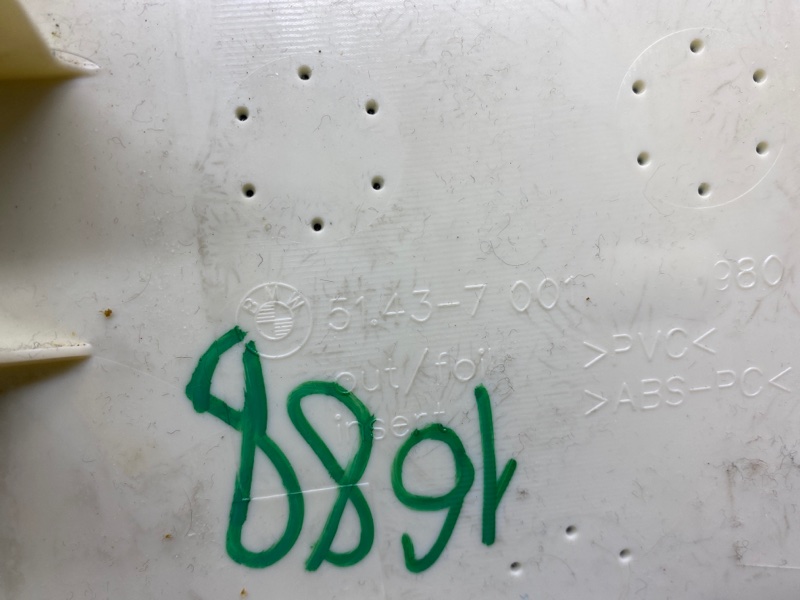 BMW 51.43-7 001 980
out/foil >PVC<
insert >ABS-PC<
1688